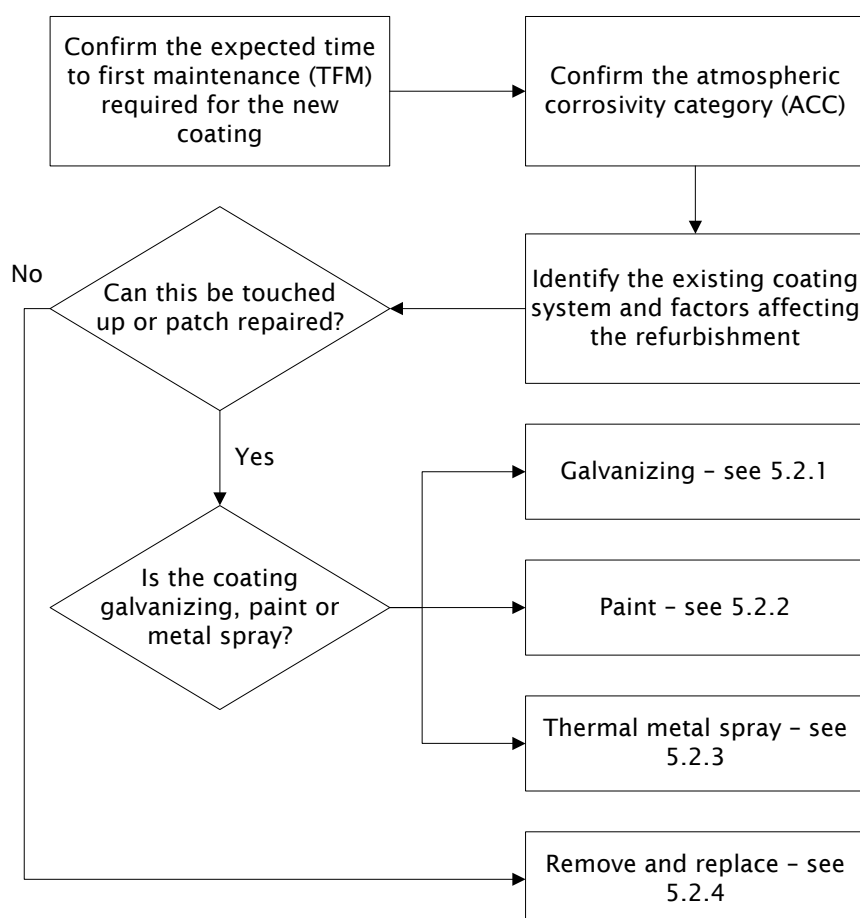 Confirm the expected time
to first maintenance (TFM)
required for the new
coating
Confirm the atmospheric
corrosivity category (ACC)
Identify the existing coating
system and factors affecting
the refurbishment
Can this be touched
up or patch repaired?
No
Yes
Is the coating
galvanizing, paint or
metal spray?
Galvanizing – see 5.2.1
Paint – see 5.2.2
Thermal metal spray – see
5.2.3
Remove and replace – see
5.2.4